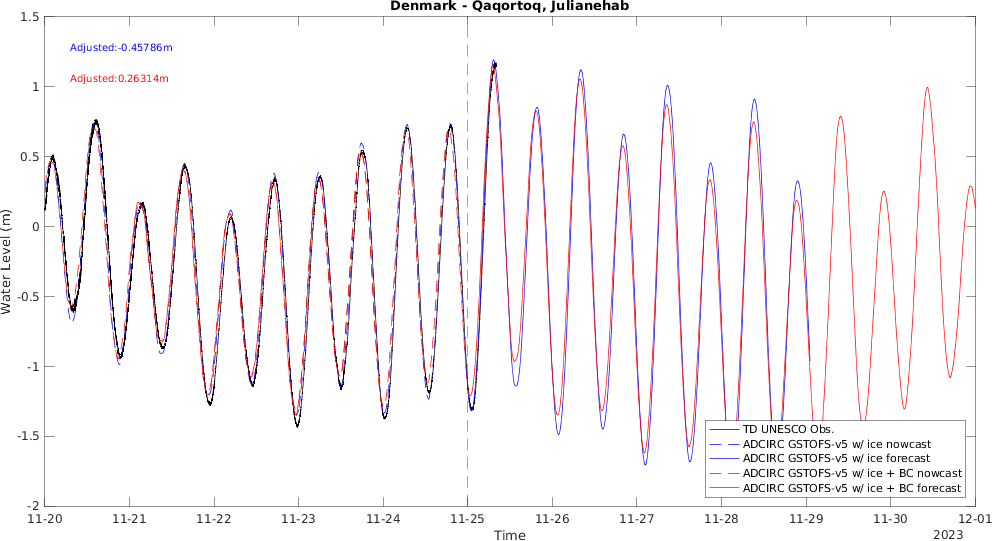 Denmark - Qaqortoq, Julianehab
Adjusted:-0.45786m
Adjusted:0.26314m
Water Level (m)
1.5
1
0.5
0
-0.5
-1
-1.5
-2
TD UNESCO Obs.
ADCIRC GSTOFS-v5 w/ ice nowcast
ADCIRC GSTOFS-v5 w/ ice forecast
ADCIRC GSTOFS-v5 w/ ice + BC nowcast
ADCIRC GSTOFS-v5 w/ ice + BC forecast
11-20 11-21 11-22 11-23 11-24 11-25 11-26 11-27 11-28 11-29 11-30 12-01
Time
2023